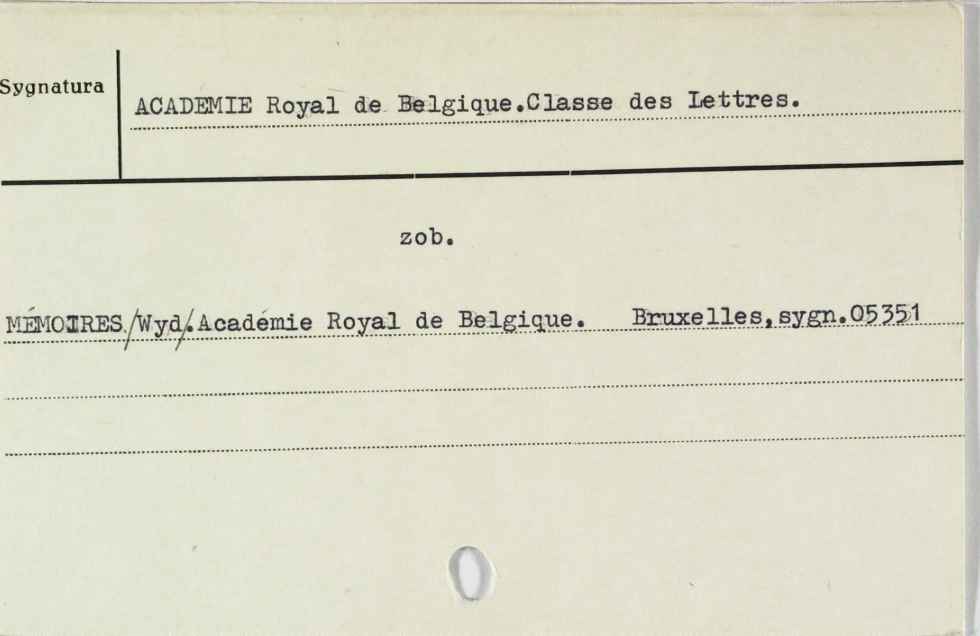 Sygnatura
ACADEMIE Royal de Belgique.Classe des Lettres.
zob.
MÉMOIRES/Wyd/.Académie Royal de Belgique. Bruxelles,sygn.05351